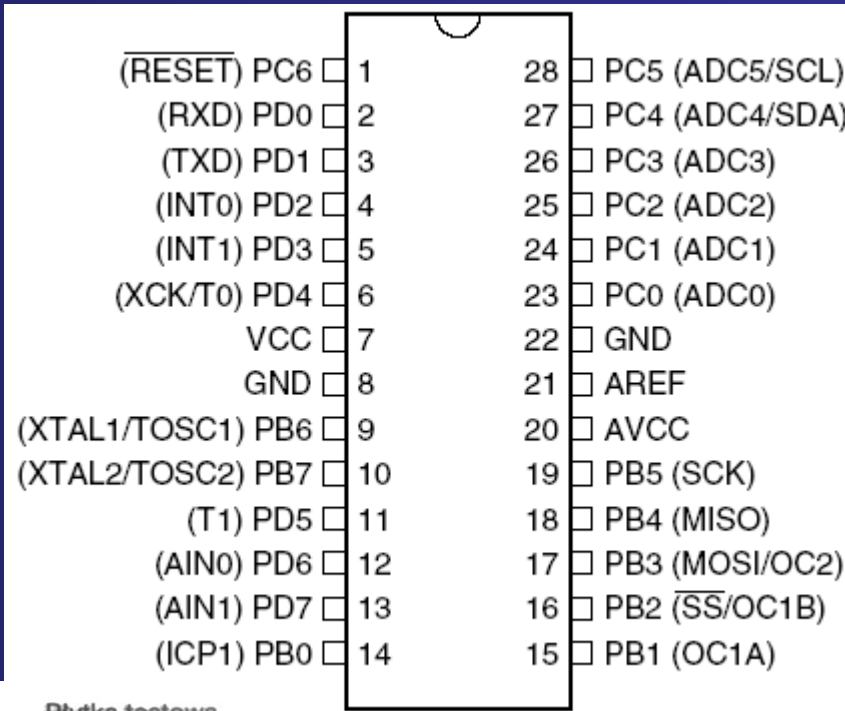 (RESET) PC6 1 28 PC5 (ADC5/SCL)
(RXD) PD0 2 27 PC4 (ADC4/SDA)
(TXD) PD1 3 26 PC3 (ADC3)
(INT0) PD2 4 25 PC2 (ADC2)
(INT1) PD3 5 24 PC1 (ADC1)
(XCK/T0) PD4 6 23 PC0 (ADC0)
VCC 7 22 GND
GND 8 21 AREF
(XTAL1/TOSC1) PB6 9 20 AVCC
(XTAL2/TOSC2) PB7 10 19 PB5 (SCK)
(T1) PD5 11 18 PB4 (MISO)
(AIN0) PD6 12 17 PB3 (MOSI/OC2)
(AIN1) PD7 13 16 PB2 (SS/OC1B)
(ICP1) PB0 14 15 PB1 (OC1A)